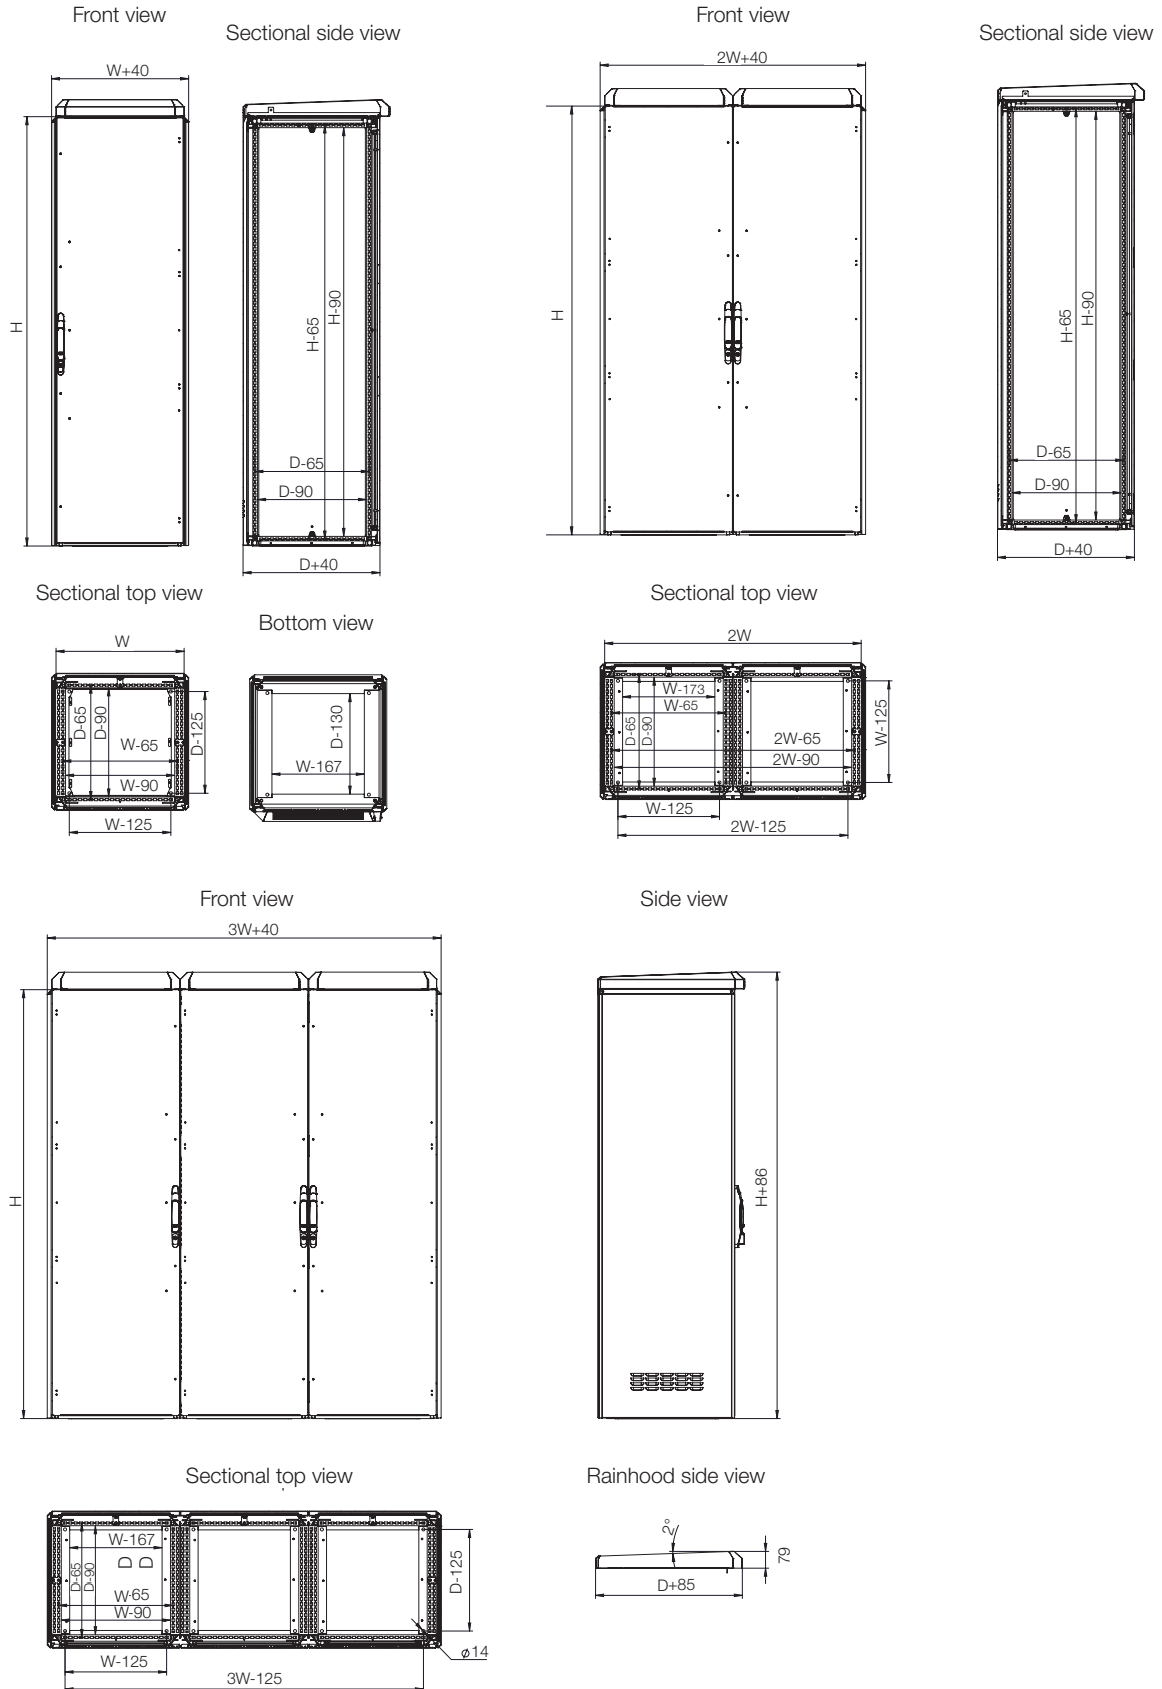 Front view
Sectional side view
W+40
H
H-65
H-90
D-65
D-90
D+40
Front view
Sectional side view
2W+40
H
H-65
H-90
D-65
D-90
D+40
Sectional top view
W
D-65
D-90
D-125
W-65
W-90
W-125
Bottom view
D-130
W-167
Sectional top view
2W
W-173
W-65
D-65
D-90
W-125
2W-65
2W-90
W-125
2W-125
Front view
3W+40
H
Side view
H+86
Sectional top view
W-167
D-65
D-90
D D
D-125
W-65
W-90
ø14
W-125
3W-125
Rainhood side view
2°
79
D+85